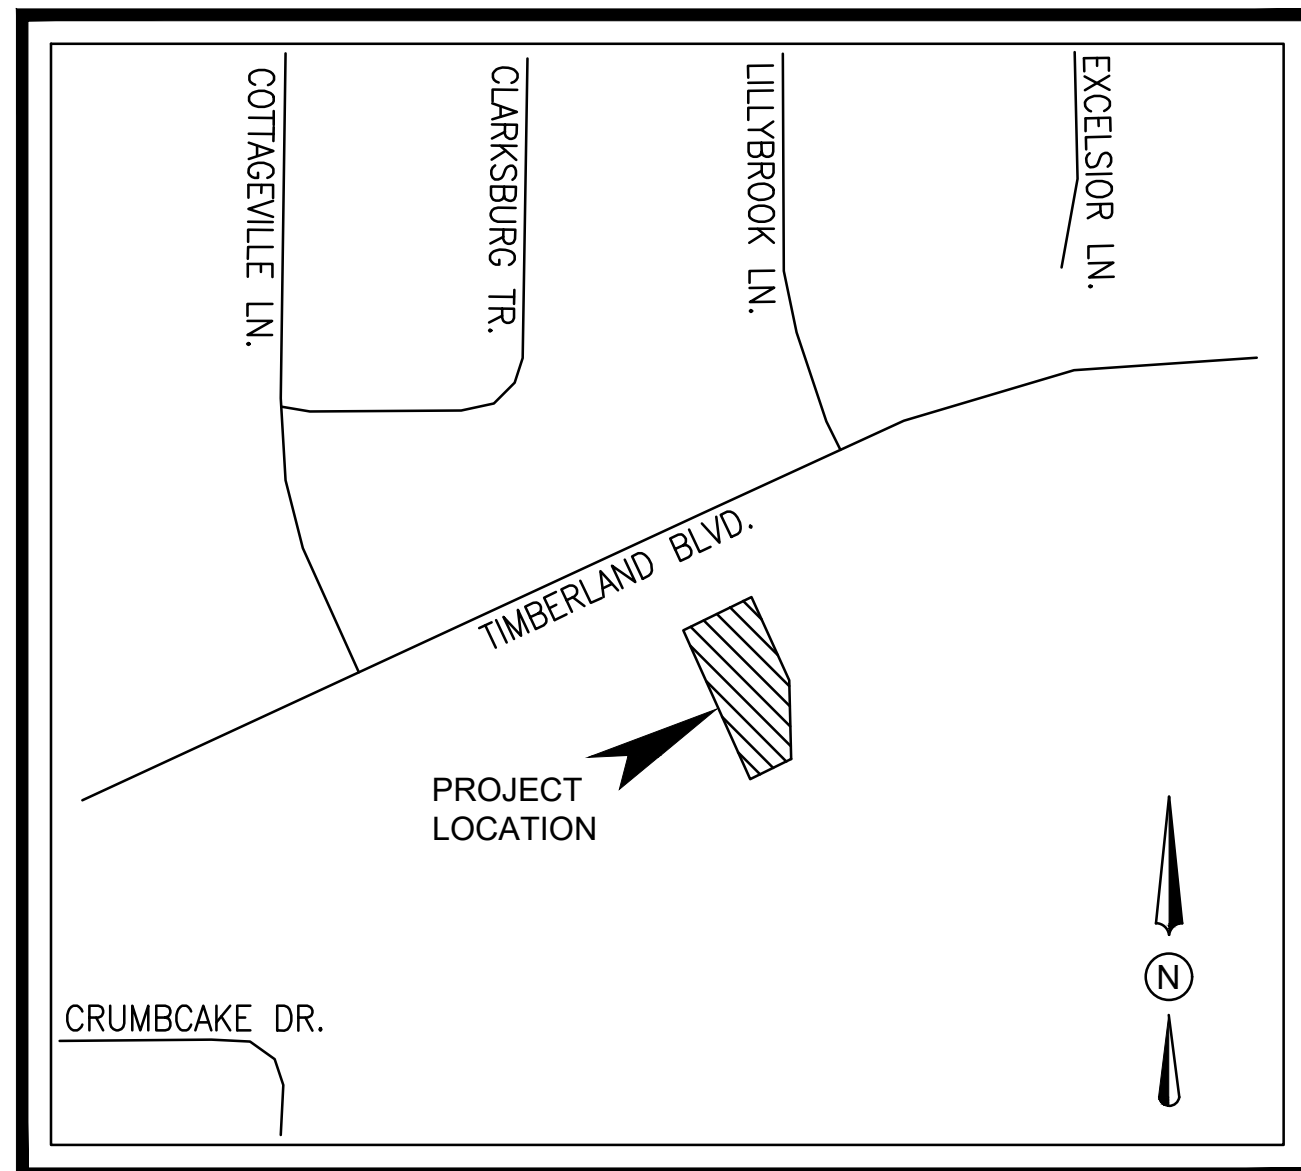 COTTAGEVILLE LN.
CLARKSBURG TR.
LILLYBROOK LN.
EXCELSIOR LN.
TIMBERLAND BLVD.
PROJECT
LOCATION
N
CRUMBCAKE DR.